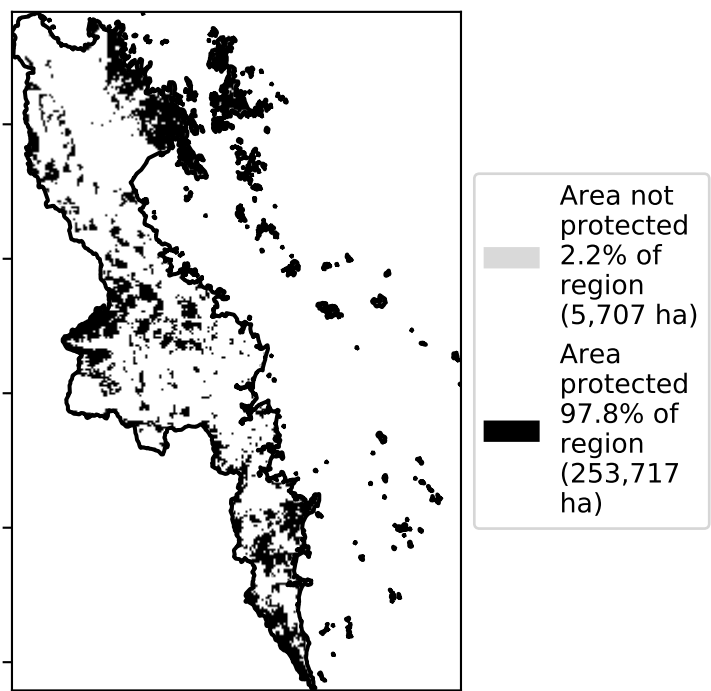 Area not
protected
2.2% of
region
(5,707 ha)
Area
protected
97.8% of
region
(253,717
ha)